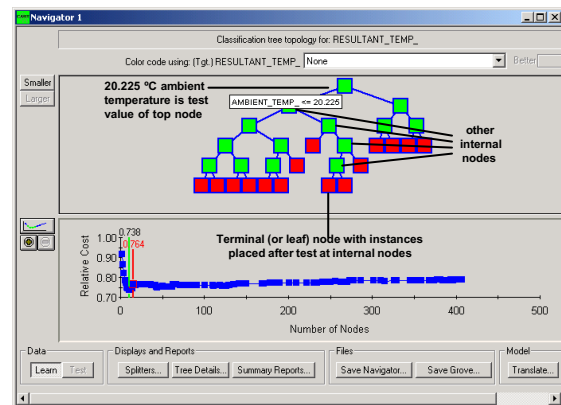 Navigator 1
Classification tree topology for: RESULTANT_TEMP_
Color code using: (Tgt.) RESULTANT_TEMP_ None
Better
Smaller
Larger
20.225 ºC ambient
temperature is test
value of top node
AMBIENT_TEMP_ <= 20.225
other
internal
nodes
Terminal (or leaf) node with instances
placed after test at internal nodes
0.738
0.764
Relative Cost
1.00
0.90
0.80
0.70
0
100
200
300
400
500
Number of Nodes
Data
Learn
Test
Displays and Reports
Splitters...
Tree Details...
Summary Reports...
Files
Save Navigator...
Save Grove...
Model
Translate...